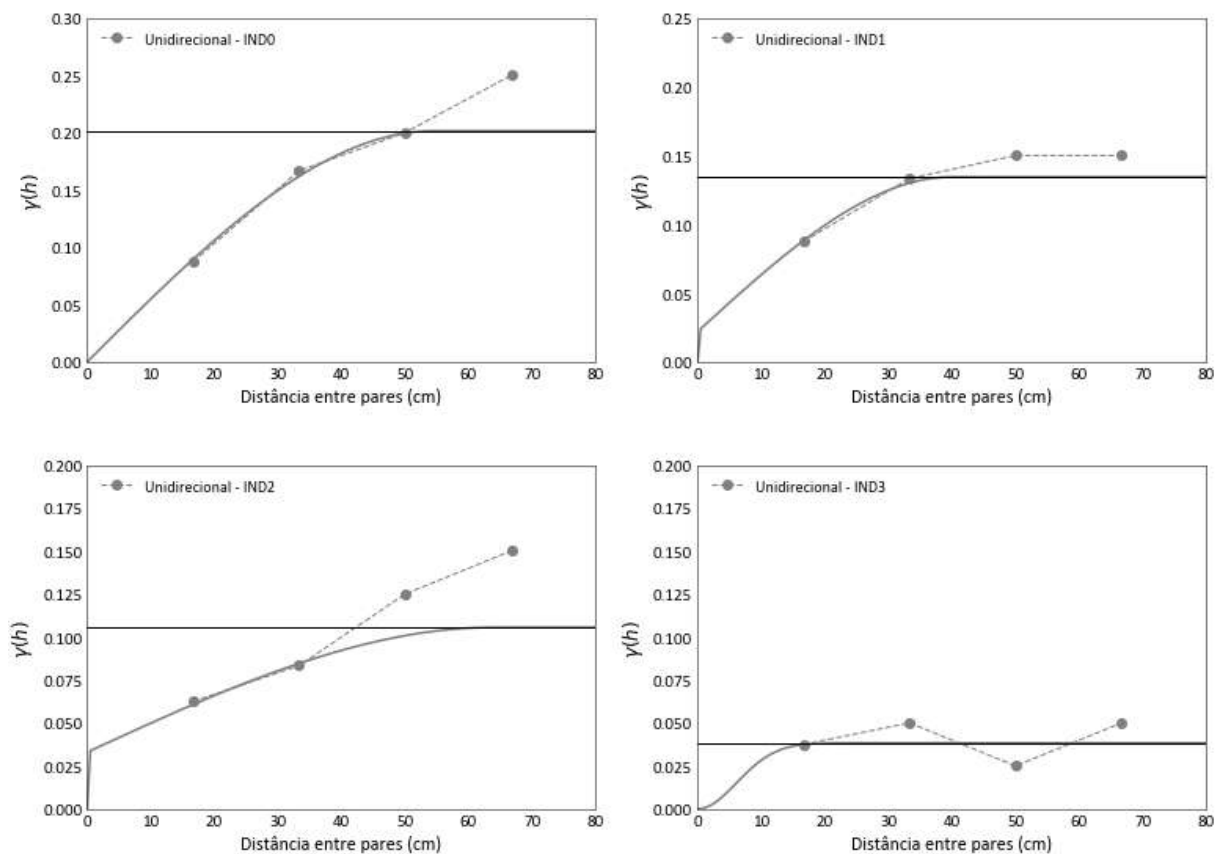 Unidirecional - IND0
γ(h)
0.30
0.25
0.20
0.15
0.10
0.05
0.00
0 10 20 30 40 50 60 70 80
Distância entre pares (cm)
Unidirecional - IND1
γ(h)
0.25
0.20
0.15
0.10
0.05
0.00
0 10 20 30 40 50 60 70 80
Distância entre pares (cm)
Unidirecional - IND2
γ(h)
0.200
0.175
0.150
0.125
0.100
0.075
0.050
0.025
0.000
0 10 20 30 40 50 60 70 80
Distância entre pares (cm)
Unidirecional - IND3
γ(h)
0.200
0.175
0.150
0.125
0.100
0.075
0.050
0.025
0.000
0 10 20 30 40 50 60 70 80
Distância entre pares (cm)